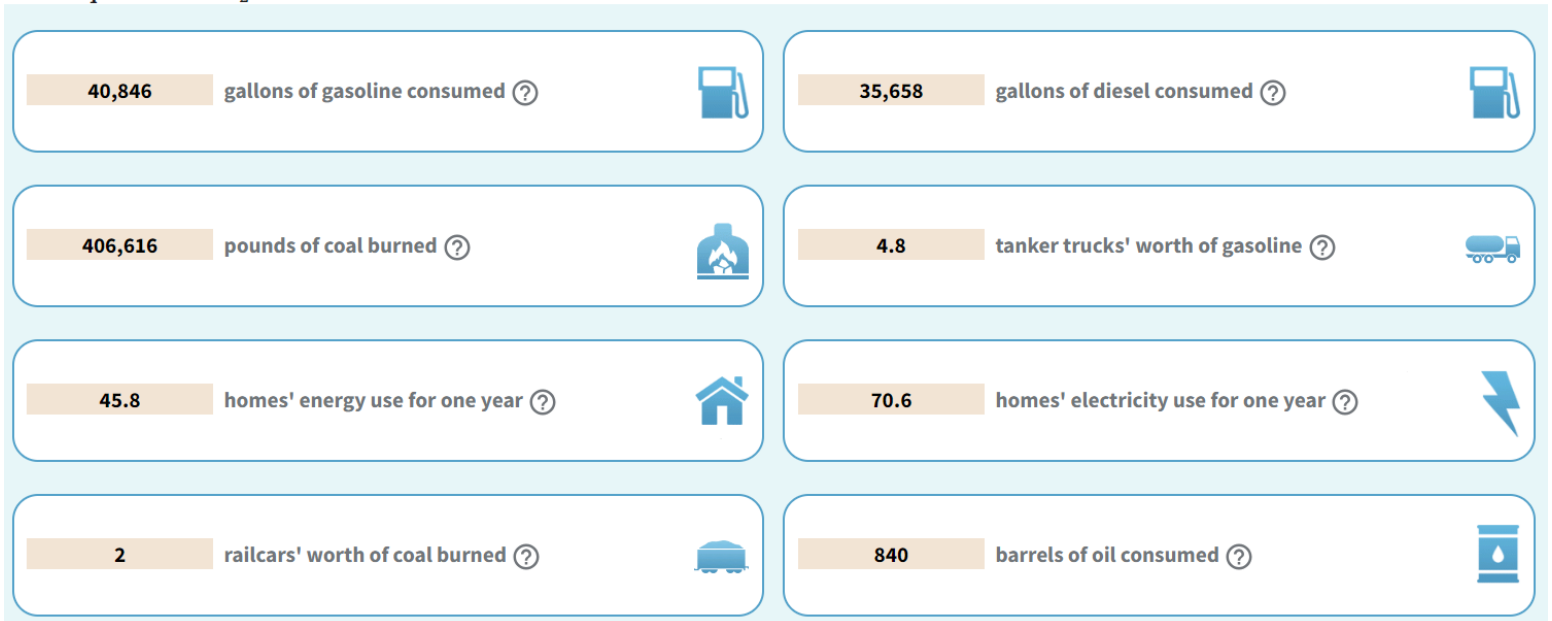 40,846 gallons of gasoline consumed ?
35,658 gallons of diesel consumed ?
406,616 pounds of coal burned ?
4.8 tanker trucks' worth of gasoline ?
45.8 homes' energy use for one year ?
70.6 homes' electricity use for one year ?
2 railcars' worth of coal burned ?
840 barrels of oil consumed ?